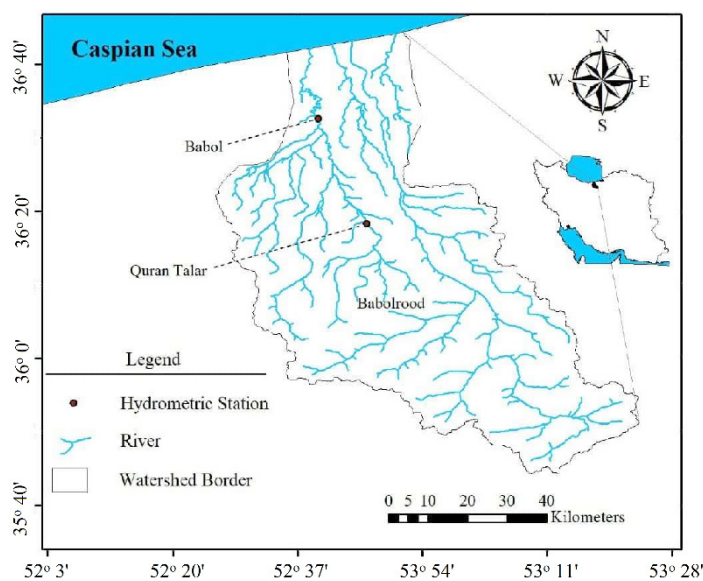 Caspian Sea
N
W E
S
36° 40'
Babol
36° 20'
Quran Talar
Babolrood
36° 0'
Legend
Hydrometric Station
River
Watershed Border
35° 40'
0 5 10 20 30 40
Kilometers
52° 3' 52° 20' 52° 37' 53° 54' 53° 11' 53° 28'